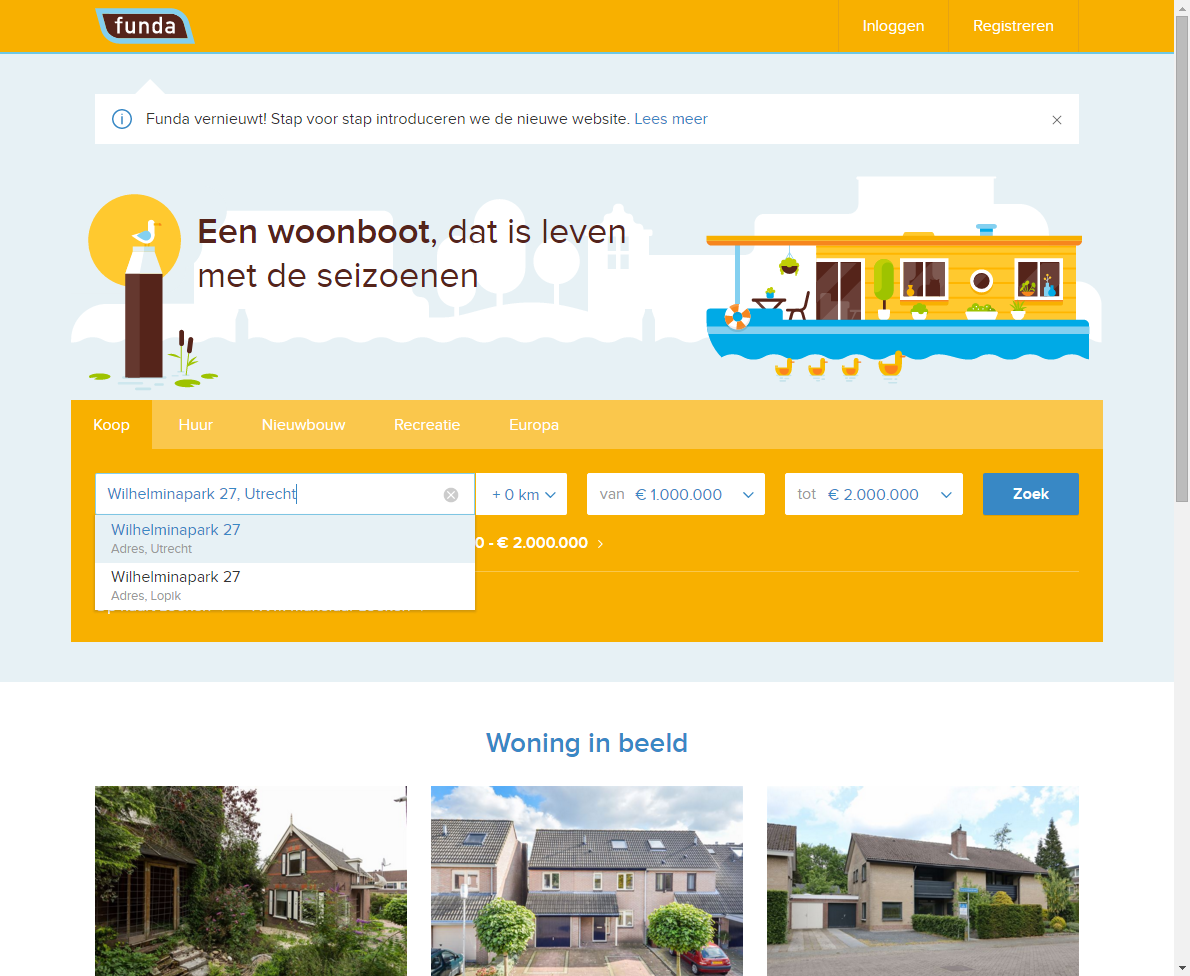 funda
Inloggen
Registreren
Funda vernieuwt! Stap voor stap introduceren we de nieuwe website. Lees meer
Een woonboot, dat is leven
met de seizoenen
Koop
Huur
Nieuwbouw
Recreatie
Europa
Wilhelminapark 27, Utrecht
+ 0 km
van € 1.000.000
tot € 2.000.000
Zoek
Wilhelminapark 27
Adres, Utrecht
0 - € 2.000.000
Wilhelminapark 27
Adres, Lopik
Woning in beeld